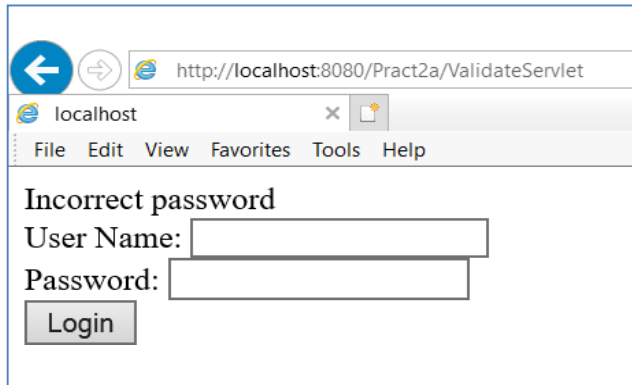 http://localhost:8080/Pract2a/ValidateServlet
localhost
File Edit View Favorites Tools Help
Incorrect password
User Name:
Password:
Login